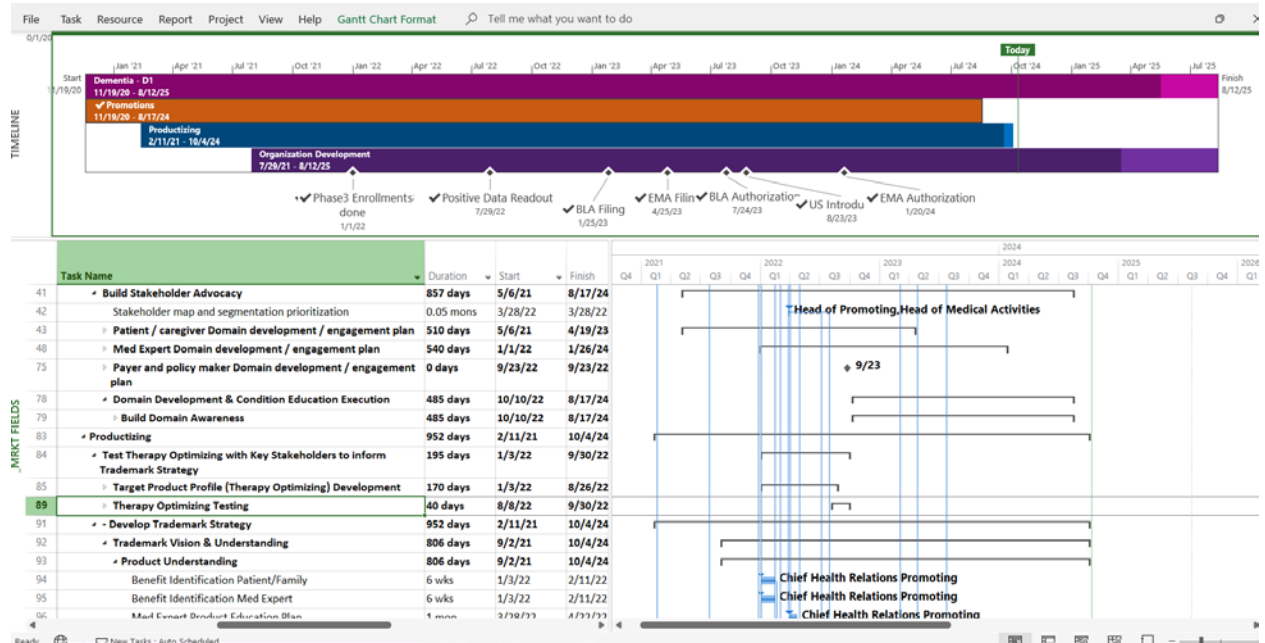 File Task Resource Report Project View Help Gantt Chart Format Tell me what you want to do
0/1/20
Today
Jan '21 Apr '21 Jul '21 Oct '21 Jan '22 Apr '22 Jul '22 Oct '22 Jan '23 Apr '23 Jul '23 Oct '23 Jan '24 Apr '24 Jul '24 Oct '24 Jan '25 Apr '25 Jul '25
Start
11/19/20
Dementia - D1
11/19/20 - 8/12/25
Finish
8/12/25
Promotions
11/19/20 - 8/17/24
Productizing
2/11/21 - 10/4/24
Organization Development
7/29/21 - 8/12/25
TIMELINE
Phase3 Enrollments
done
1/1/22
Positive Data Readout
7/29/22
BLA Filing
1/25/23
EMA Filin
4/25/23
BLA Authorization
7/24/23
US Introdu
8/23/23
EMA Authorization
1/20/24
Task Name Duration Start Finish
2024
2021 2022 2023 2024 2025 2026
Q4 Q1 Q2 Q3 Q4 Q1 Q2 Q3 Q4 Q1 Q2 Q3 Q4 Q1 Q2 Q3 Q4 Q1 Q2 Q3 Q4 Q1
_MRKT FIELDS
41 Build Stakeholder Advocacy 857 days 5/6/21 8/17/24
42 Stakeholder map and segmentation prioritization 0.05 mons 3/28/22 3/28/22 Head of Promoting,Head of Medical Activities
43 Patient / caregiver Domain development / engagement plan 510 days 5/6/21 4/19/23
48 Med Expert Domain development / engagement plan 540 days 1/1/22 1/26/24
75 Payer and policy maker Domain development / engagement 0 days 9/23/22 9/23/22 9/23
plan
78 Domain Development & Condition Education Execution 485 days 10/10/22 8/17/24
79 Build Domain Awareness 485 days 10/10/22 8/17/24
83 Productizing 952 days 2/11/21 10/4/24
84 Test Therapy Optimizing with Key Stakeholders to inform 195 days 1/3/22 9/30/22
Trademark Strategy
85 Target Product Profile (Therapy Optimizing) Development 170 days 1/3/22 8/26/22
89 Therapy Optimizing Testing 40 days 8/8/22 9/30/22
91 - Develop Trademark Strategy 952 days 2/11/21 10/4/24
92 Trademark Vision & Understanding 806 days 9/2/21 10/4/24
93 Product Understanding 806 days 9/2/21 10/4/24
94 Benefit Identification Patient/Family 6 wks 1/3/22 2/11/22 Chief Health Relations Promoting
95 Benefit Identification Med Expert 6 wks 1/3/22 2/11/22 Chief Health Relations Promoting
96 Med Expert Product Education Plan 1 mon 3/28/22 4/22/22 Chief Health Relations Promoting
Ready New Tasks : Auto Scheduled